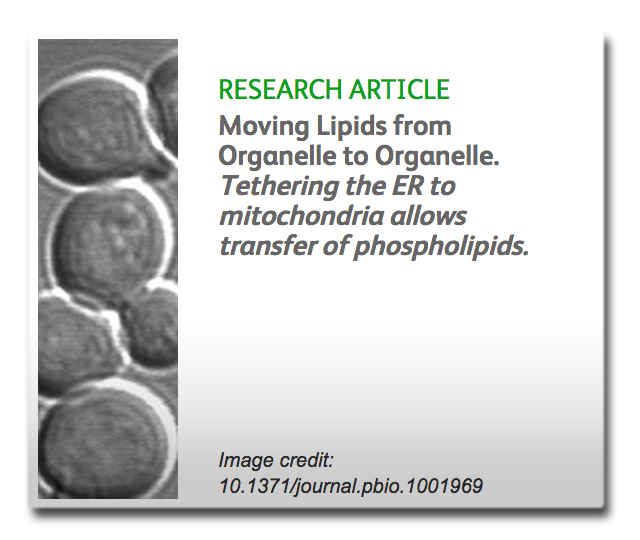 RESEARCH ARTICLE
Moving Lipids from
Organelle to Organelle.
Tethering the ER to
mitochondria allows
transfer of phospholipids.
Image credit:
10.1371/journal.pbio.1001969